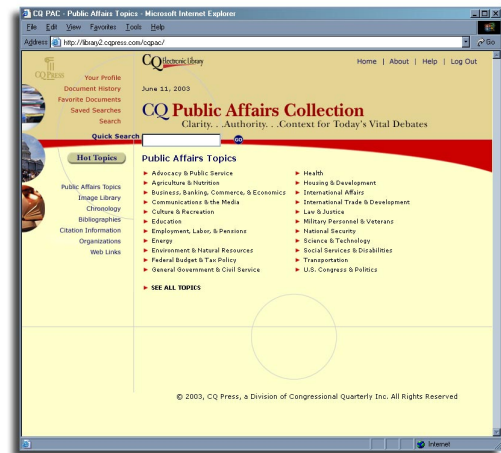 CQ PAC - Public Affairs Topics - Microsoft Internet Explorer
File Edit View Favorites Tools Help
Address http://library2.cqpress.com/cqpac/ Go
CQ PRESS
CQ Electronic Library
Home | About | Help | Log Out
Your Profile
Document History
Favorite Documents
Saved Searches
Search
June 11, 2003
CQ Public Affairs Collection
Clarity. . .Authority. . .Context for Today's Vital Debates
Quick Search GO
Hot Topics
Public Affairs Topics
Image Library
Chronology
Bibliographies
Citation Information
Organizations
Web Links
Public Affairs Topics
Advocacy & Public Service
Agriculture & Nutrition
Business, Banking, Commerce, & Economics
Communications & the Media
Culture & Recreation
Education
Employment, Labor, & Pensions
Energy
Environment & Natural Resources
Federal Budget & Tax Policy
General Government & Civil Service
Health
Housing & Development
International Affairs
International Trade & Development
Law & Justice
Military Personnel & Veterans
National Security
Science & Technology
Social Services & Disabilities
Transportation
U.S. Congress & Politics
SEE ALL TOPICS
© 2003, CQ Press, a Division of Congressional Quarterly Inc. All Rights Reserved
Internet